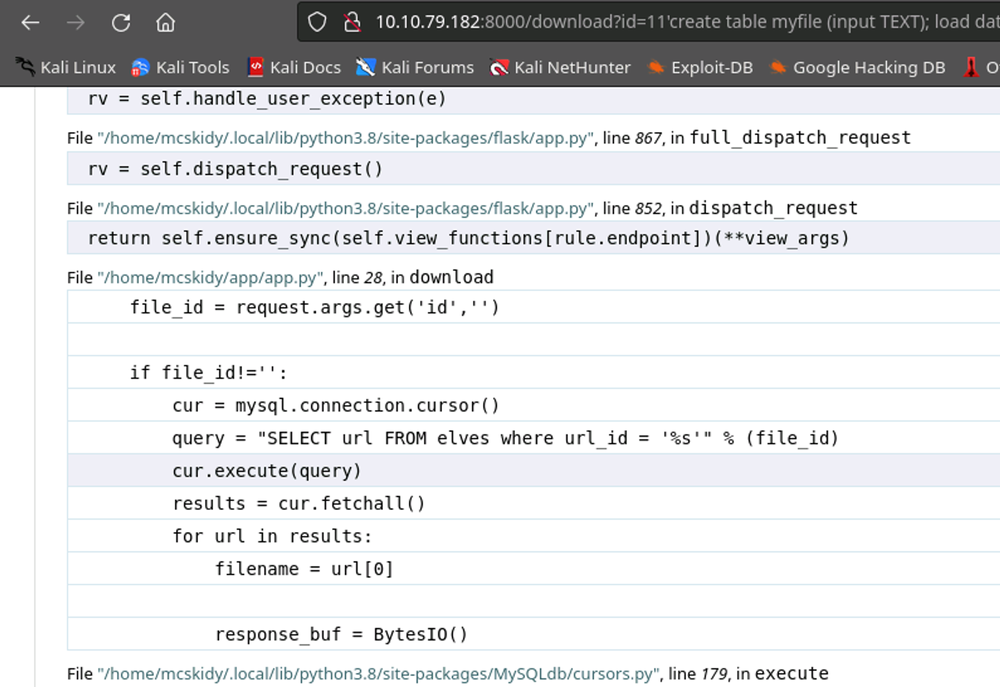 10.10.79.182:8000/download?id=11'create table myfile (input TEXT); load dat
Kali Linux Kali Tools Kali Docs Kali Forums Kali NetHunter Exploit-DB Google Hacking DB O
rv = self.handle_user_exception(e)
File "/home/mcskidy/.local/lib/python3.8/site-packages/flask/app.py", line 867, in full_dispatch_request
rv = self.dispatch_request()
File "/home/mcskidy/.local/lib/python3.8/site-packages/flask/app.py", line 852, in dispatch_request
return self.ensure_sync(self.view_functions[rule.endpoint])(**view_args)
File "/home/mcskidy/app/app.py", line 28, in download
file_id = request.args.get('id','')
if file_id!='':
cur = mysql.connection.cursor()
query = "SELECT url FROM elves where url_id = '%s'" % (file_id)
cur.execute(query)
results = cur.fetchall()
for url in results:
filename = url[0]
response_buf = BytesIO()
File "/home/mcskidy/.local/lib/python3.8/site-packages/MySQLdb/cursors.py", line 179, in execute